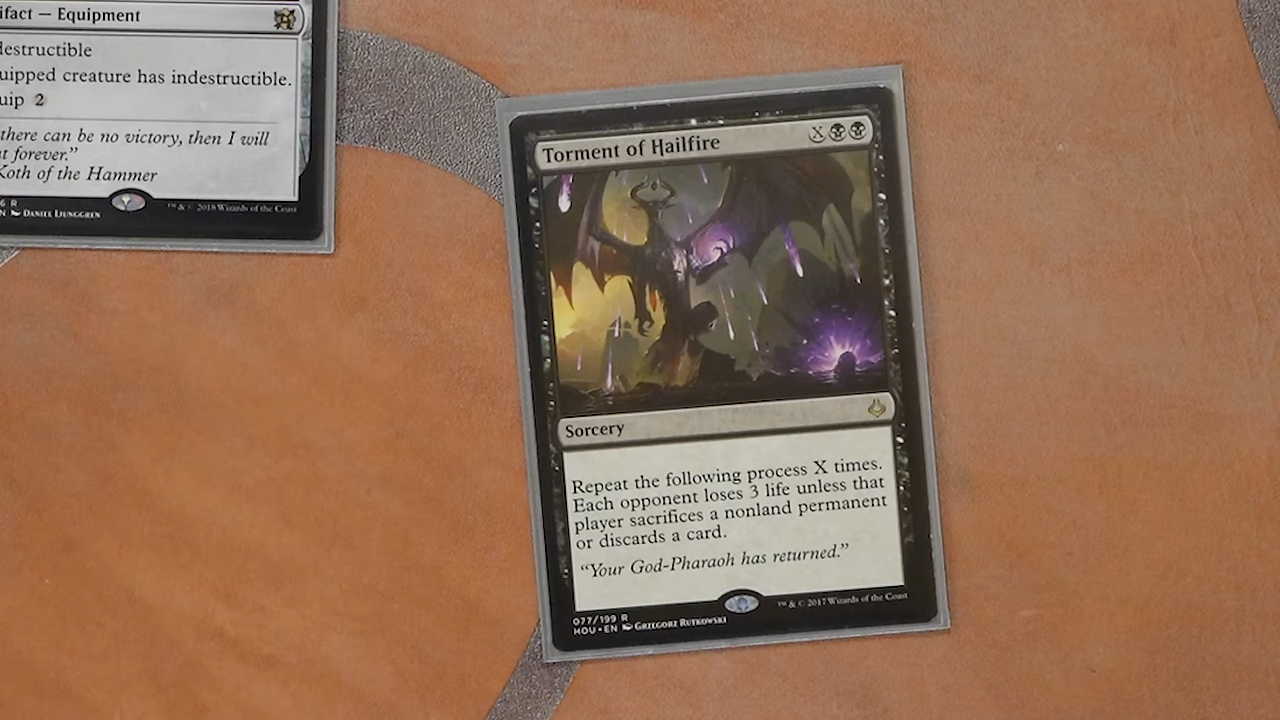 ifact — Equipment
destructible
uipped creature has indestructible.
uip 2
there can be no victory, then I will
t forever.”
Koth of the Hammer
6 R
N Daniel Ljunggren
™ & © 2018 Wizards of the Coast
Torment of Hailfire X
Sorcery
Repeat the following process X times.
Each opponent loses 3 life unless that
player sacrifices a nonland permanent
or discards a card.
“Your God-Pharaoh has returned.”
077/199 R
HOU • EN Grzegorz Rutkowski
™ & © 2017 Wizards of the Coast